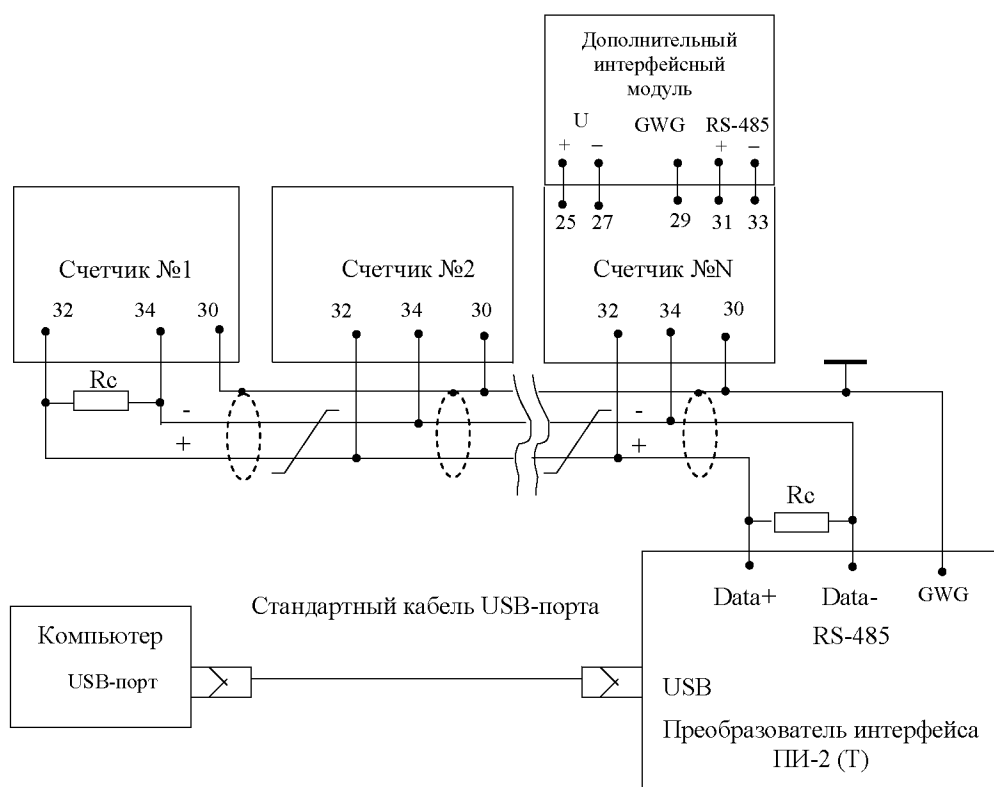 Дополнительный
интерфейсный
модуль
U GWG RS-485
+ – + –
25 27 29 31 33
Счетчик №1
Счетчик №2
Счетчик №N
32 34 30
32 34 30
32 34 30
Rc
-
+
-
+
Rc
Data+ Data- GWG
RS-485
Стандартный кабель USB-порта
Компьютер
USB-порт
USB
Преобразователь интерфейса
ПИ-2 (Т)